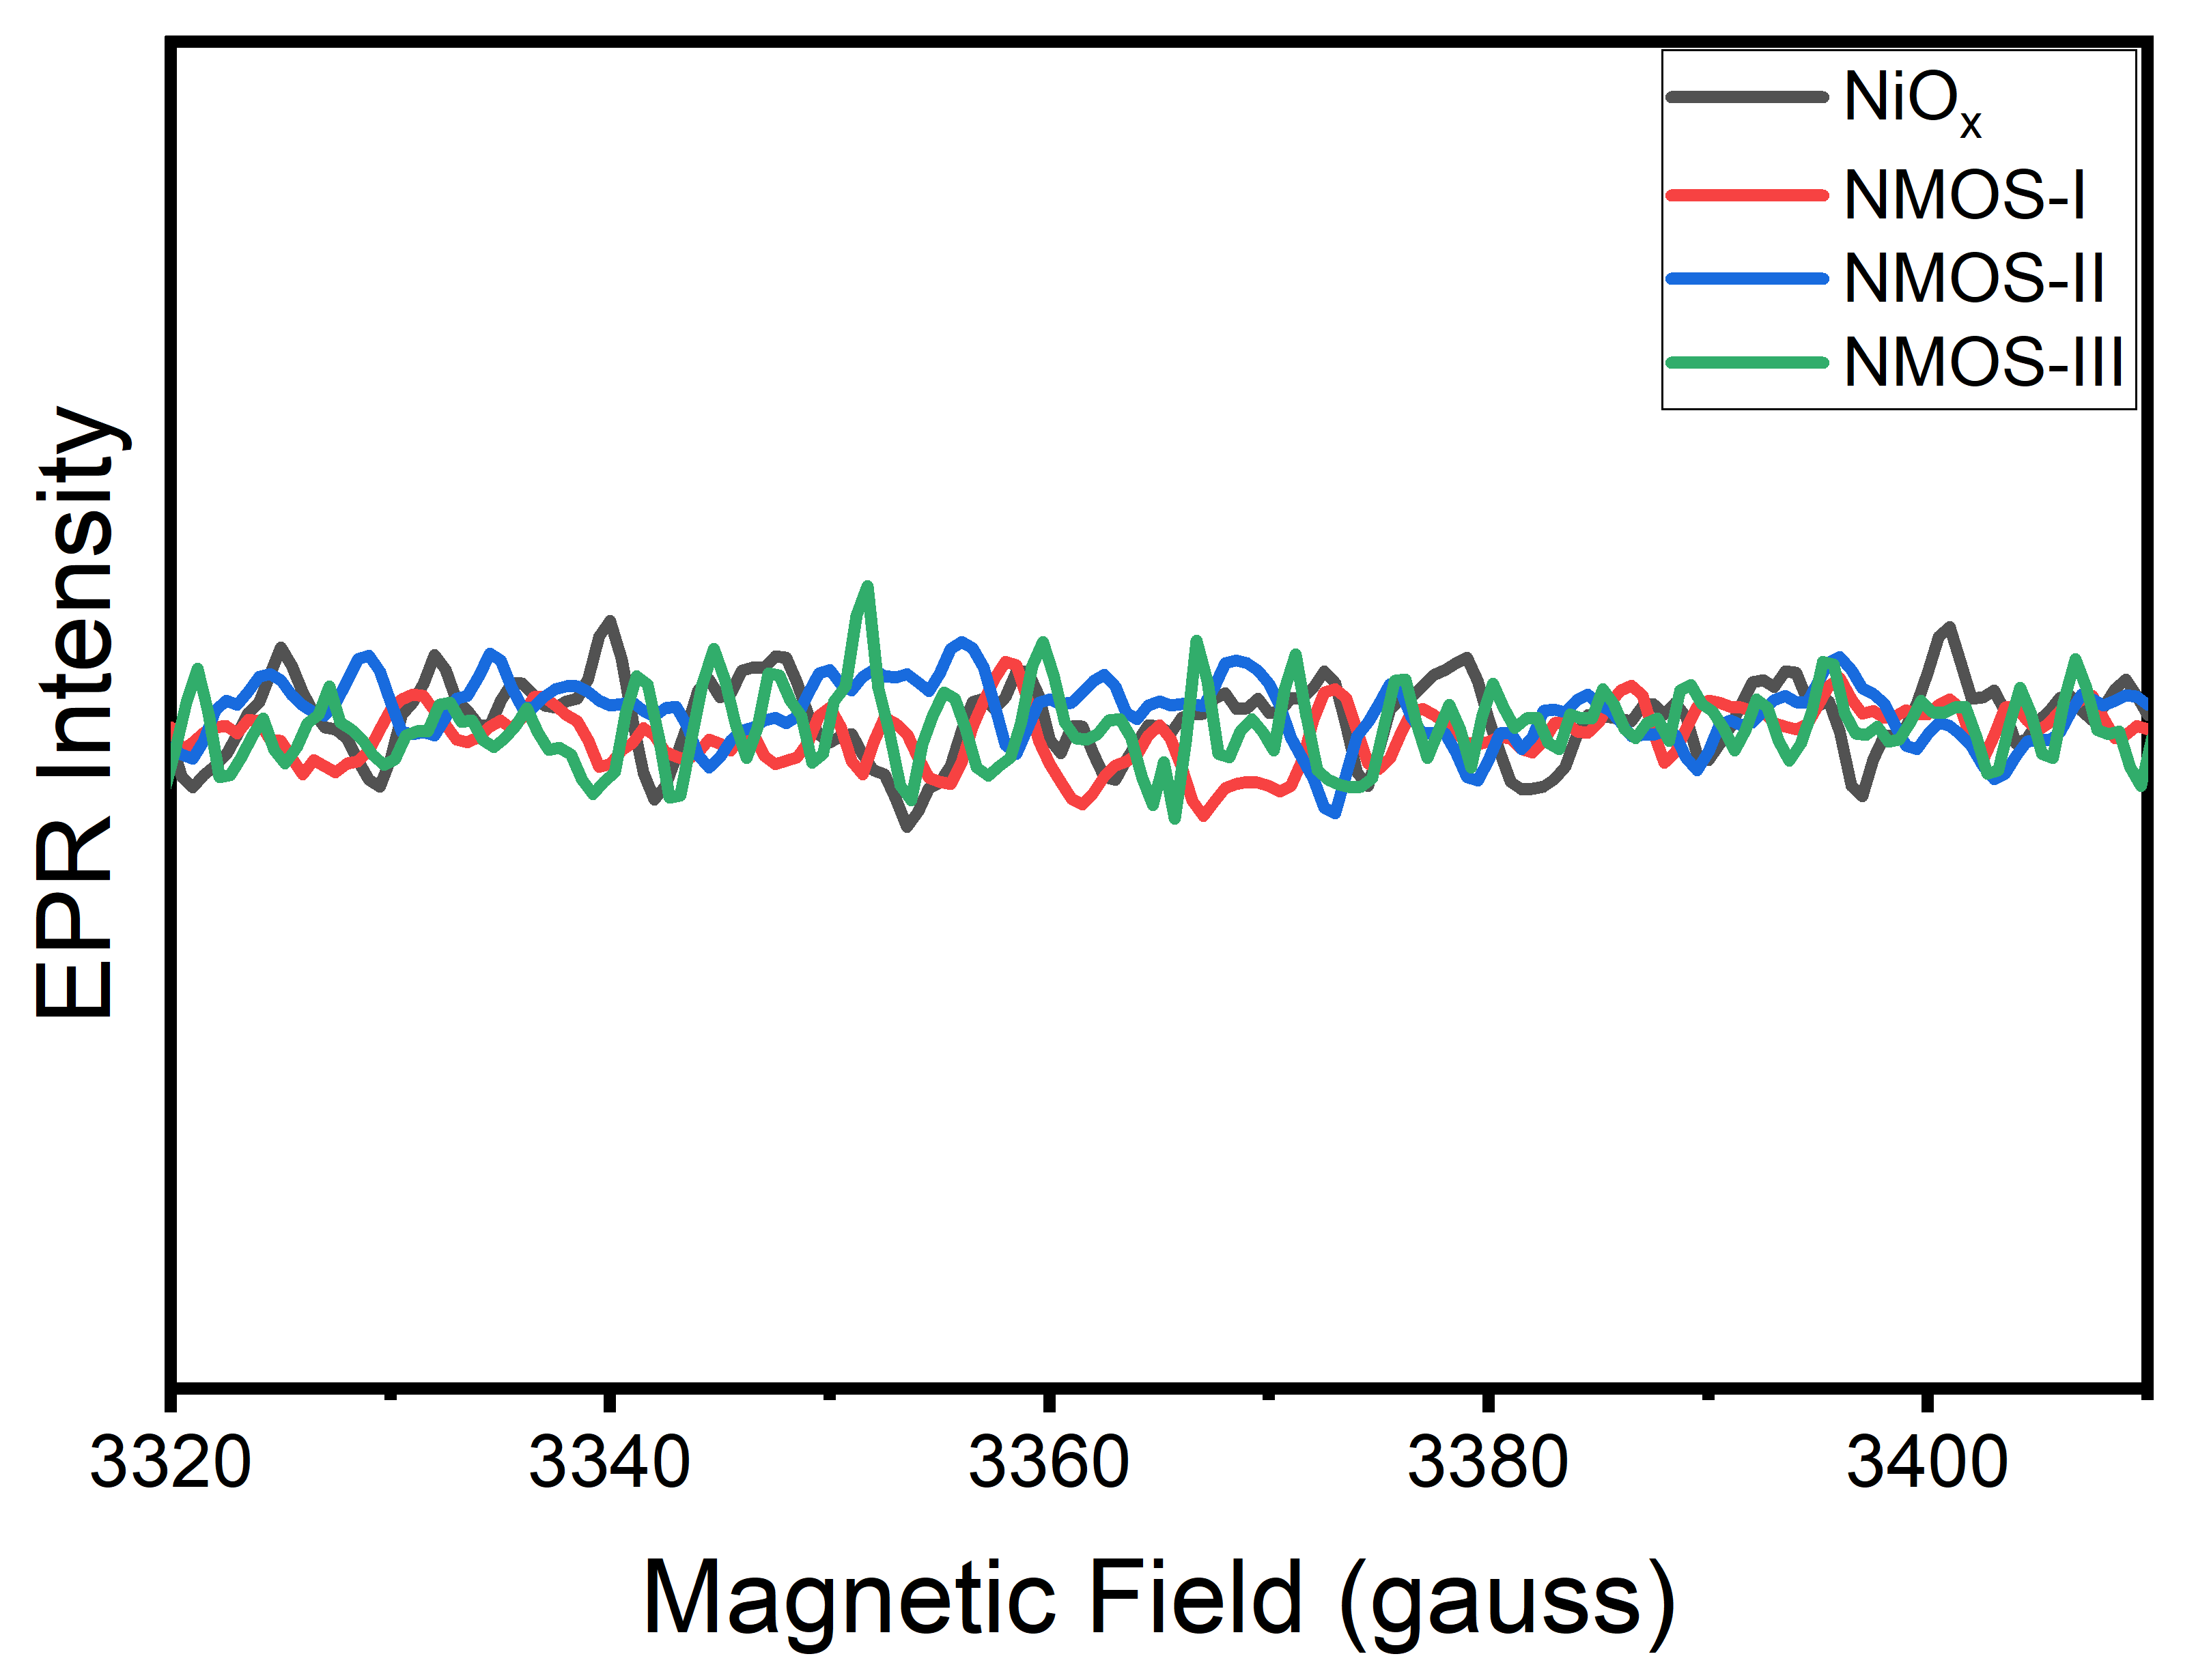 NiOx
NMOS-I
NMOS-II
NMOS-III
EPR Intensity
3320 3340 3360 3380 3400
Magnetic Field (gauss)